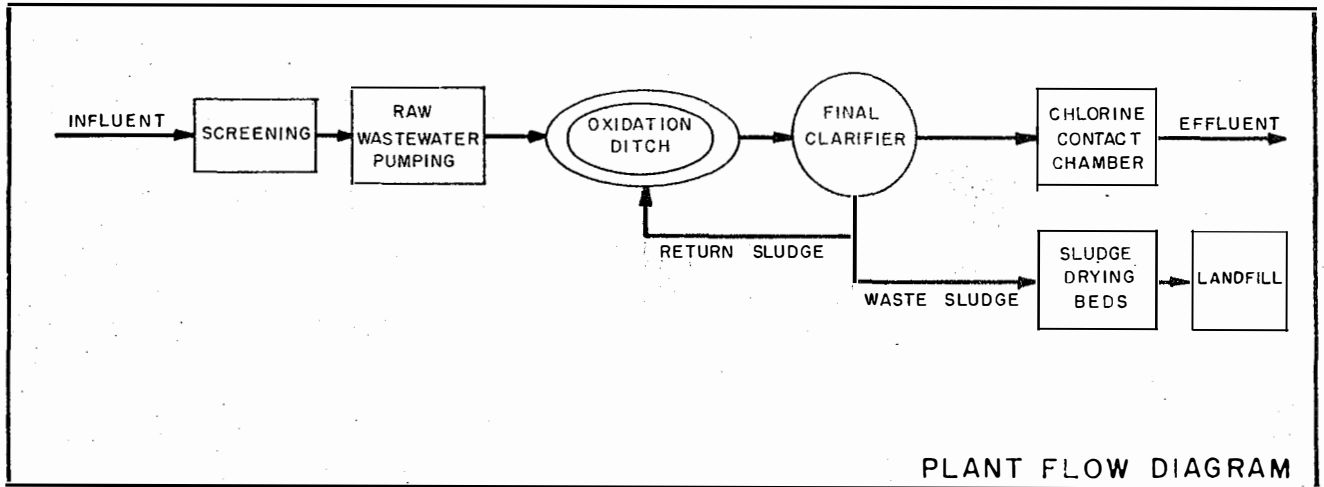 INFLUENT
SCREENING
RAW
WASTEWATER
PUMPING
OXIDATION
DITCH
FINAL
CLARIFIER
CHLORINE
CONTACT
CHAMBER
EFFLUENT
RETURN SLUDGE
WASTE SLUDGE
SLUDGE
DRYING
BEDS
LANDFILL
PLANT FLOW DIAGRAM